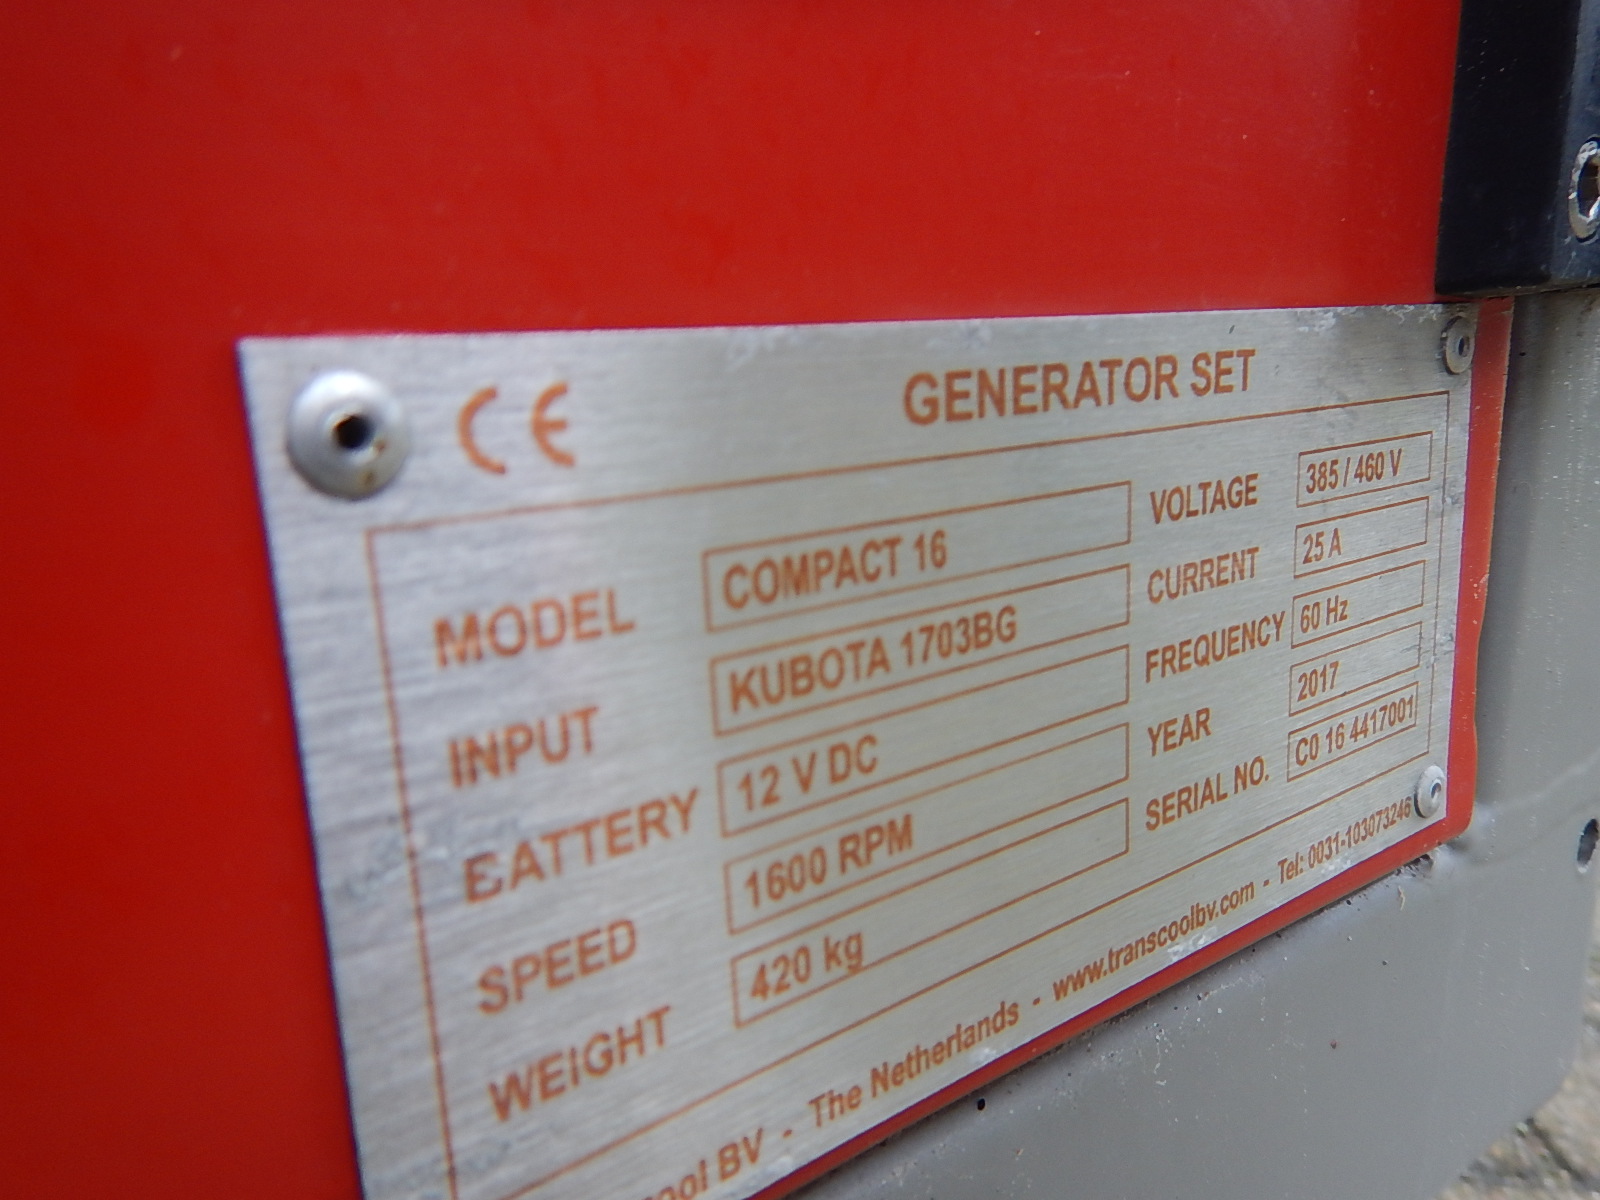 CE GENERATOR SET
MODEL COMPACT 16
INPUT KUBOTA 1703BG
BATTERY 12 V DC
SPEED 1600 RPM
WEIGHT 420 kg
VOLTAGE 385 / 460 V
CURRENT 25 A
FREQUENCY 60 Hz
YEAR 2017
SERIAL NO. C0 16 4417001
ool BV - The Netherlands - www.transcoolbv.com - Tel: 0031-103073246